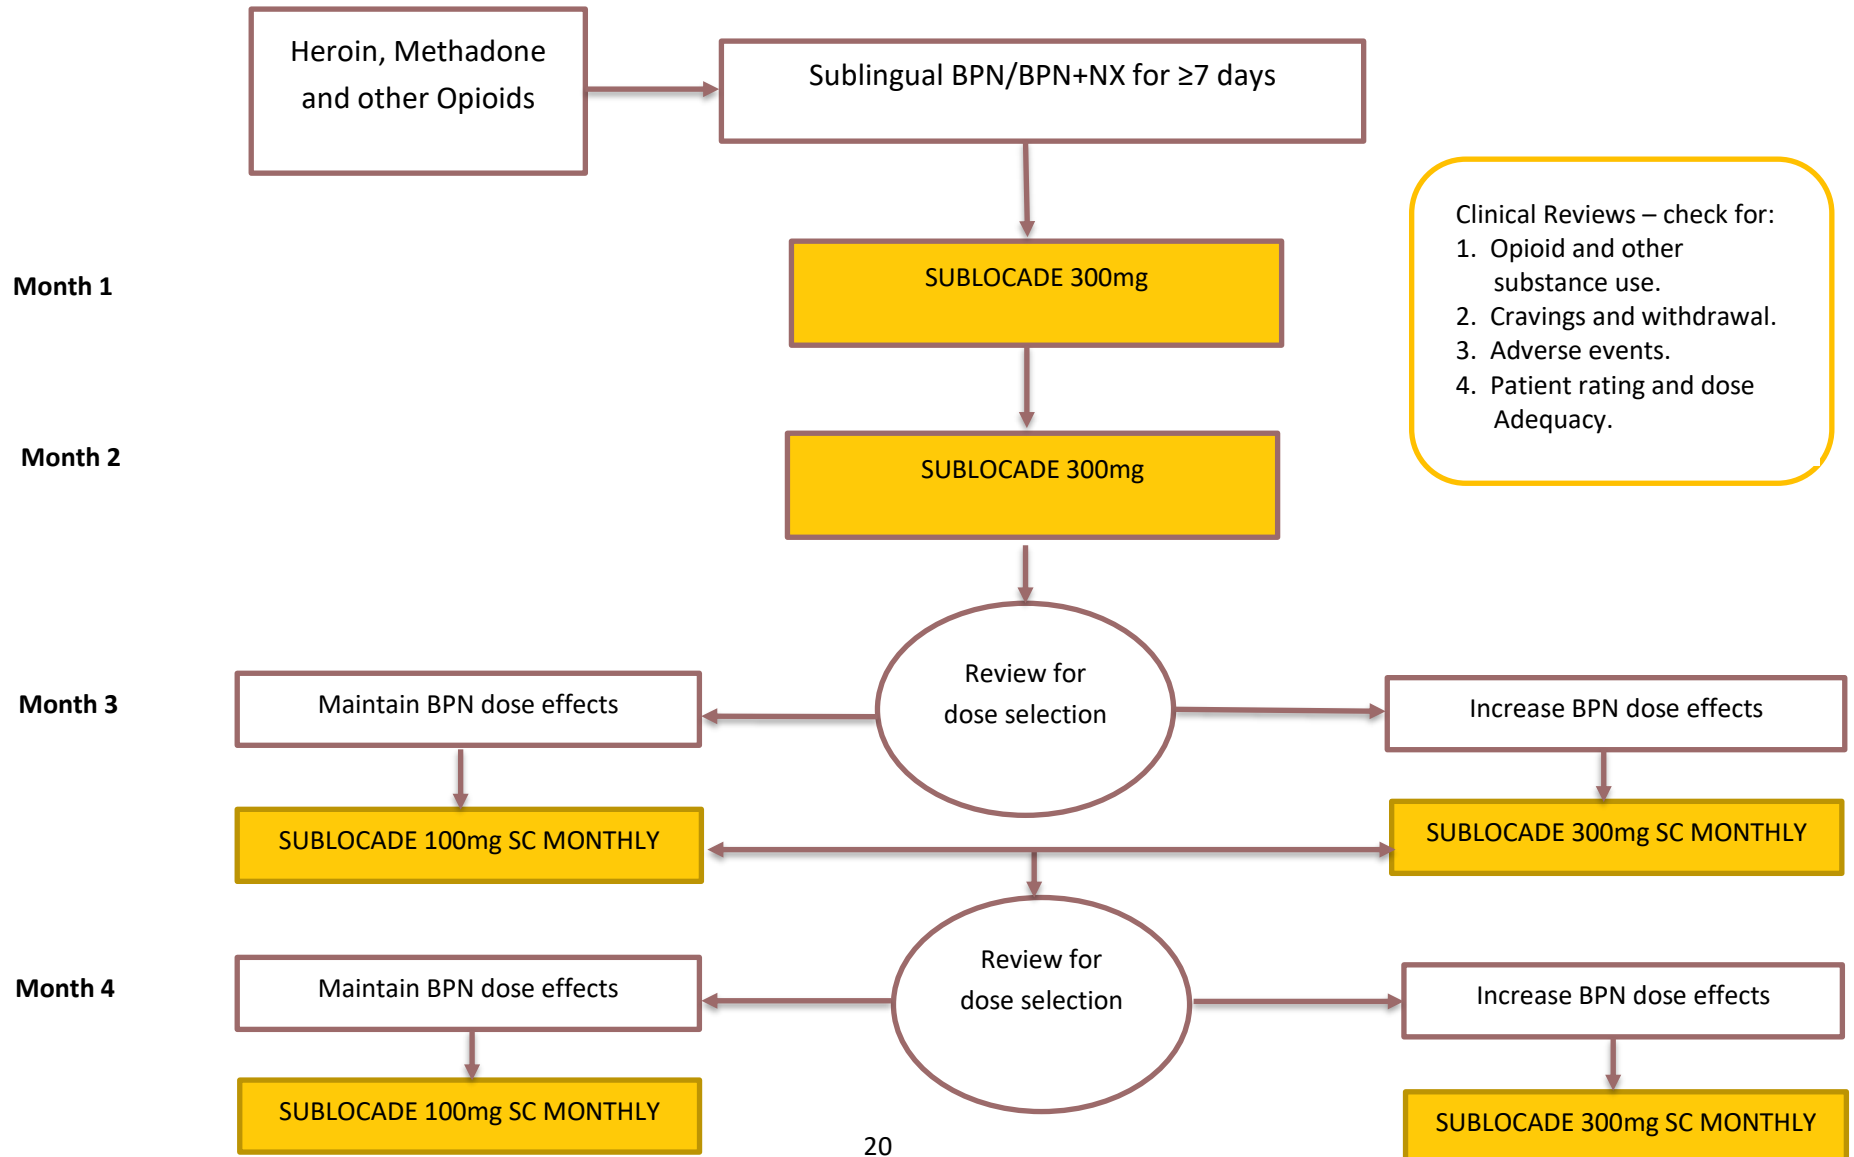 Heroin, Methadone
and other Opioids
Sublingual BPN/BPN+NX for ≥7 days
Clinical Reviews – check for:
1. Opioid and other
substance use.
2. Cravings and withdrawal.
3. Adverse events.
4. Patient rating and dose
Adequacy.
Month 1
SUBLOCADE 300mg
Month 2
SUBLOCADE 300mg
Month 3
Maintain BPN dose effects
Review for
dose selection
Increase BPN dose effects
SUBLOCADE 100mg SC MONTHLY
SUBLOCADE 300mg SC MONTHLY
Month 4
Maintain BPN dose effects
Review for
dose selection
Increase BPN dose effects
SUBLOCADE 100mg SC MONTHLY
SUBLOCADE 300mg SC MONTHLY
20